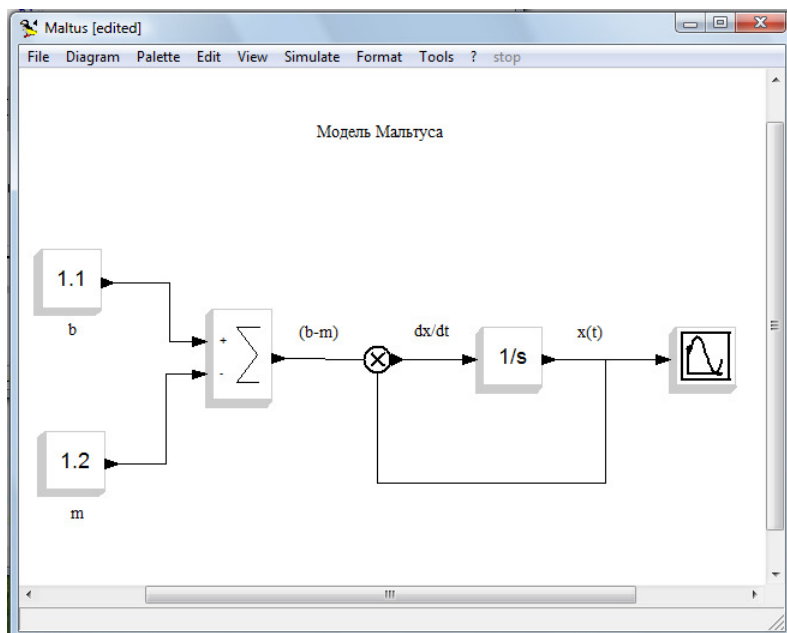 Maltus [edited]
File Diagram Palette Edit View Simulate Format Tools ? stop
Модель Мальтуса
1.1
b
+
-
(b-m)
dx/dt
1/s
x(t)
1.2
m